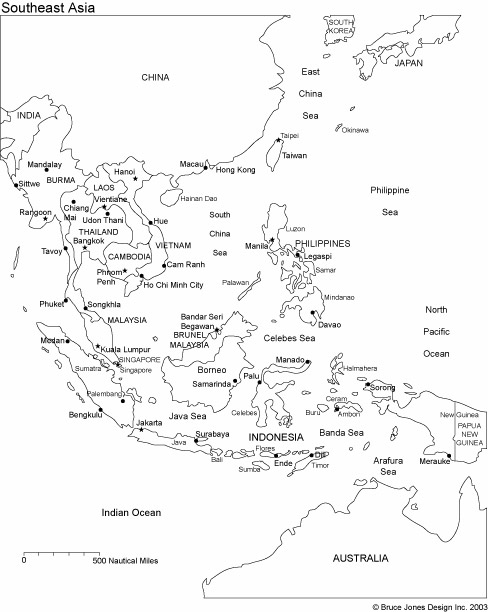 Southeast Asia
SOUTH
KOREA
JAPAN
CHINA
East
China
Sea
INDIA
Okinawa
Taipei
Taiwan
Mandalay
BURMA
Sittwe
Hanoi
Macau
Hong Kong
LAOS
Vientiane
Chiang
Mai
Udon Thani
Hainan Dao
Rangoon
Philippine
Sea
Hue
South
China
Sea
THAILAND
Bangkok
VIETNAM
Luzon
Manila
PHILIPPINES
Legaspi
Tavoy
CAMBODIA
Cam Ranh
Phnom
Penh
Ho Chi Minh City
Samar
Palawan
Mindanao
Phuket
Songkhla
MALAYSIA
Bandar Seri
Begawan
BRUNEI
MALAYSIA
Davao
North
Pacific
Ocean
Medan
Kuala Lumpur
Celebes Sea
SINGAPORE
Singapore
Sumatra
Borneo
Samarinda
Palu
Manado
Halmahera
Sorong
Palembang
Bengkulu
Java Sea
Celebes
Buru
Ceram
Ambon
New Guinea
PAPUA
NEW
GUINEA
Jakarta
Java
Surabaya
INDONESIA
Banda Sea
Bali
Flores
Sumba
Ende
Dili
Timor
Arafura
Sea
Merauke
Indian Ocean
0
500 Nautical Miles
AUSTRALIA
© Bruce Jones Design Inc. 2003